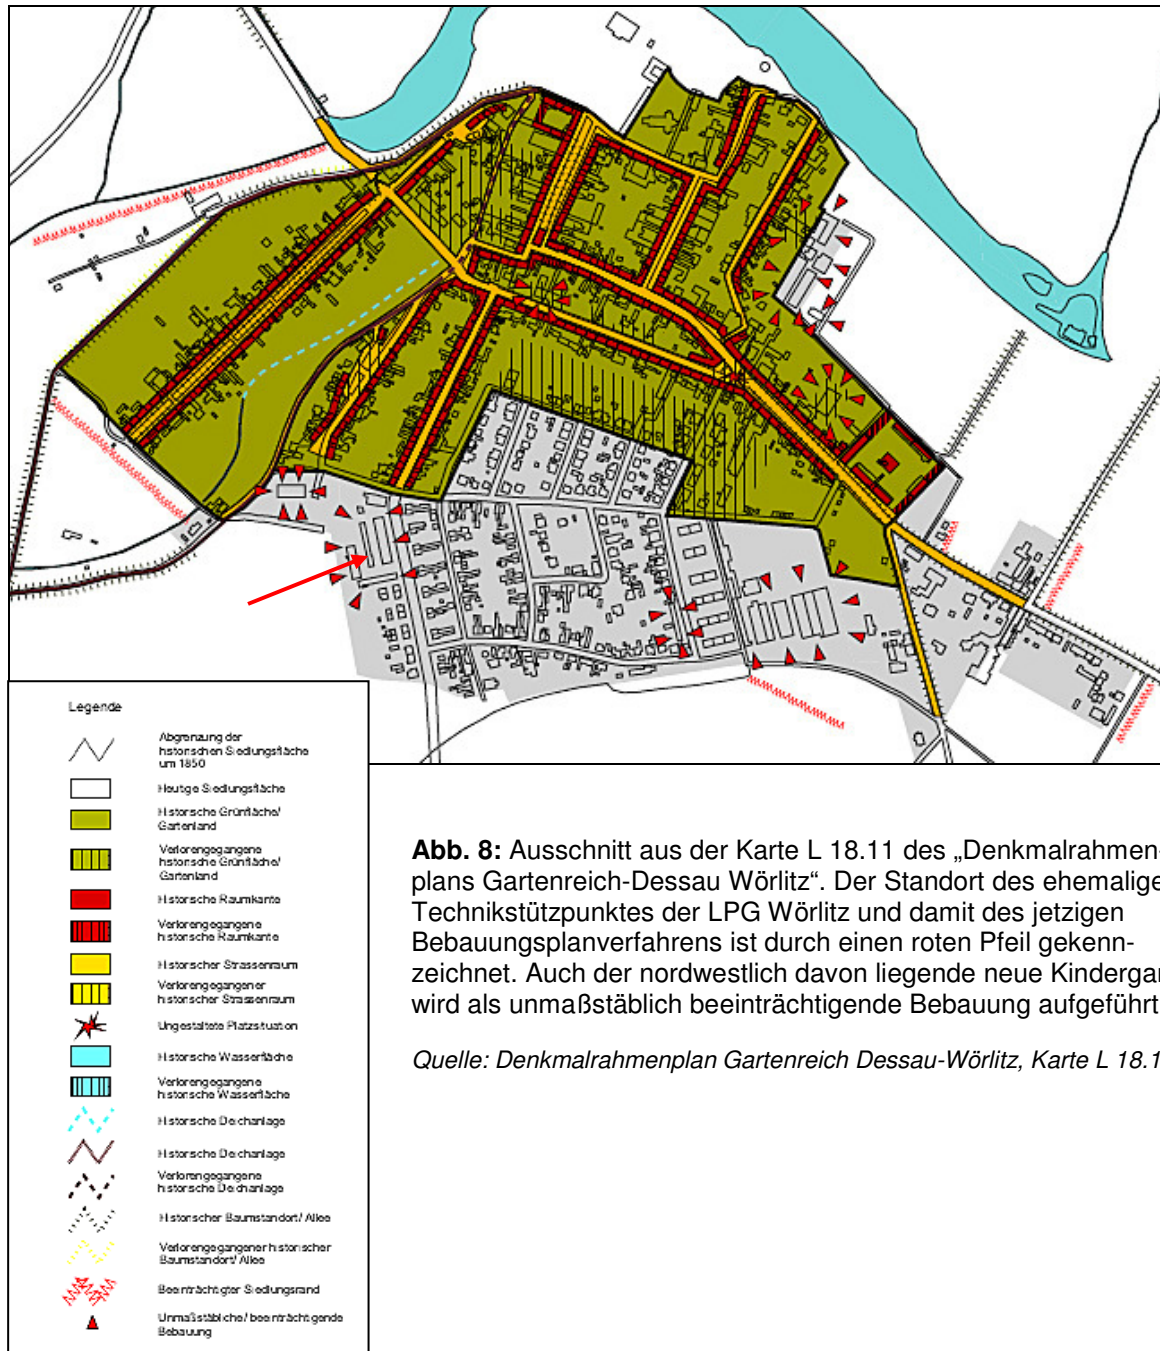 Legende
Abgrenzung der
historischen Siedlungsfläche
um 1850
Heutige Siedlungsfläche
Historische Grünfläche/
Gartenland
Verlorengegangene
historische Grünfläche/
Gartenland
Historische Raumkante
Verlorengegangene
historische Raumkante
Historischer Strassenraum
Verlorengegangener
historischer Strassenraum
Ungestaltete Platzsituation
Historische Wasserfläche
Verlorengegangene
historische Wasserfläche
Historische Deichanlage
Historische Deichanlage
Verlorengegangene
historische Deichanlage
Historischer Baumstandort/ Allee
Verlorengegangener historischer
Baumstandort/ Allee
Beeinträchtigter Siedlungsrand
Unmaßstäbliche/ beeinträchtigende
Bebauung
Abb. 8: Ausschnitt aus der Karte L 18.11 des „Denkmalrahmen-
plans Gartenreich-Dessau Wörlitz“. Der Standort des ehemalige
Technikstützpunktes der LPG Wörlitz und damit des jetzigen
Bebauungsplanverfahrens ist durch einen roten Pfeil gekenn-
zeichnet. Auch der nordwestlich davon liegende neue Kindergar
wird als unmaßstäblich beeinträchtigende Bebauung aufgeführt
Quelle: Denkmalrahmenplan Gartenreich Dessau-Wörlitz, Karte L 18.1